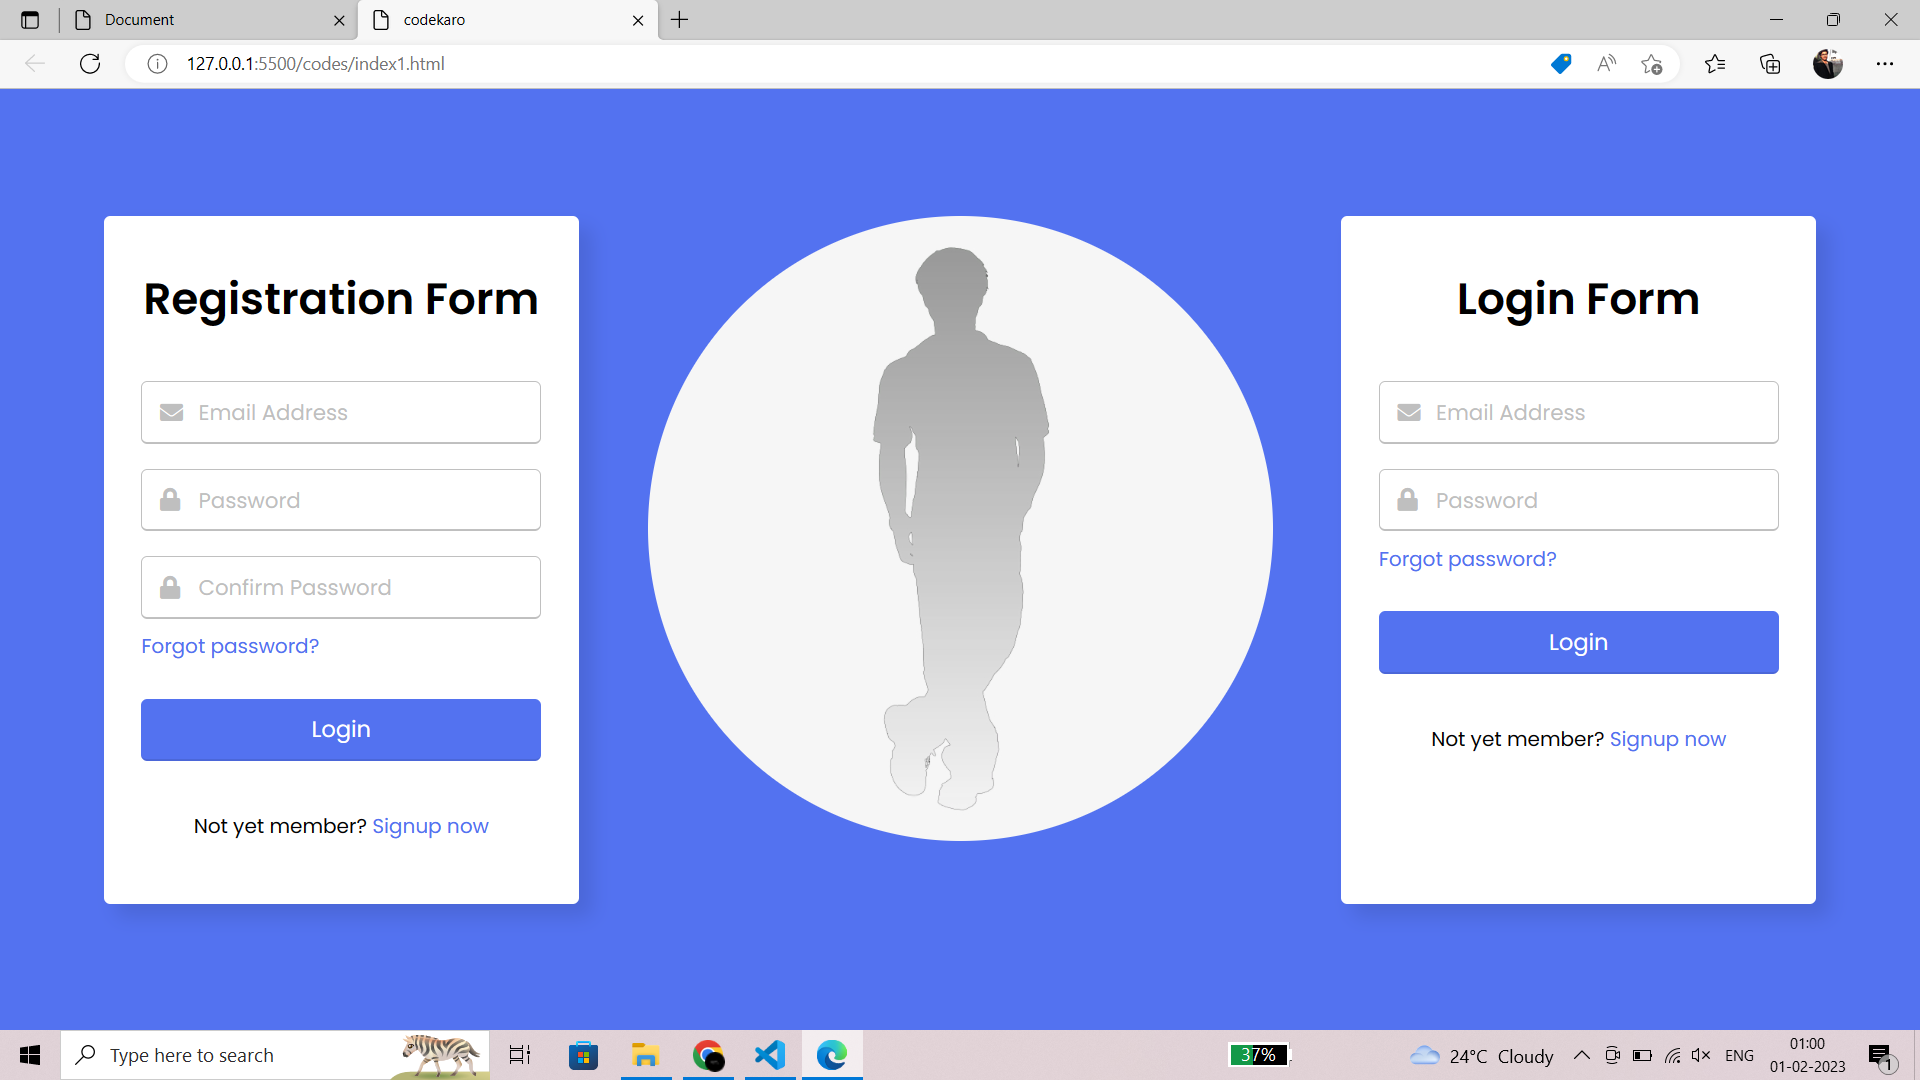 Document
codekaro
127.0.0.1:5500/codes/index1.html
Registration Form
Email Address
Password
Confirm Password
Forgot password?
Login
Not yet member? Signup now
Login Form
Email Address
Password
Forgot password?
Login
Not yet member? Signup now
Type here to search
37%
24°C Cloudy
ENG
01:00
01-02-2023
1